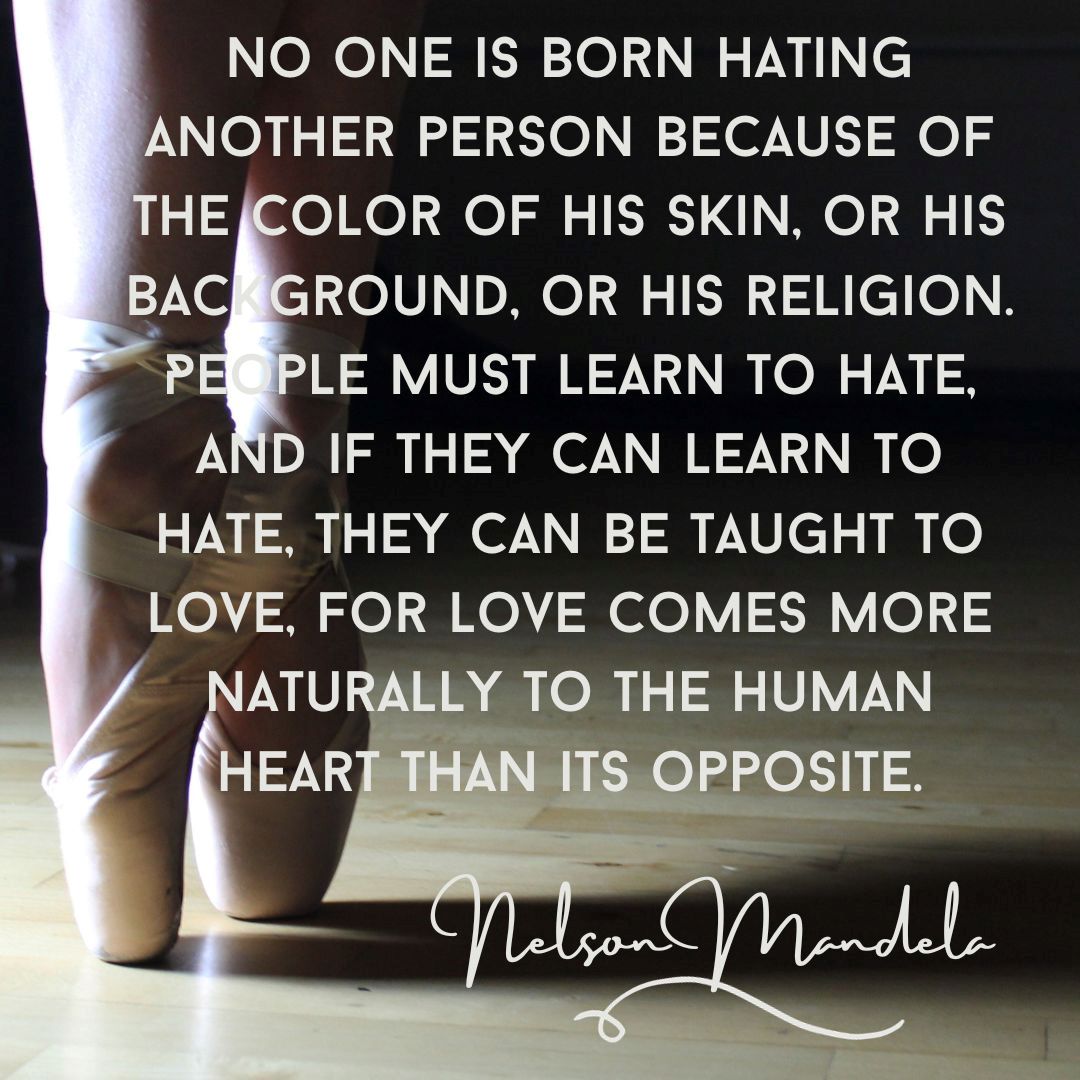 NO ONE IS BORN HATING
ANOTHER PERSON BECAUSE OF
THE COLOR OF HIS SKIN, OR HIS
BACKGROUND, OR HIS RELIGION.
PEOPLE MUST LEARN TO HATE,
AND IF THEY CAN LEARN TO
HATE, THEY CAN BE TAUGHT TO
LOVE, FOR LOVE COMES MORE
NATURALLY TO THE HUMAN
HEART THAN ITS OPPOSITE.
Nelson Mandela